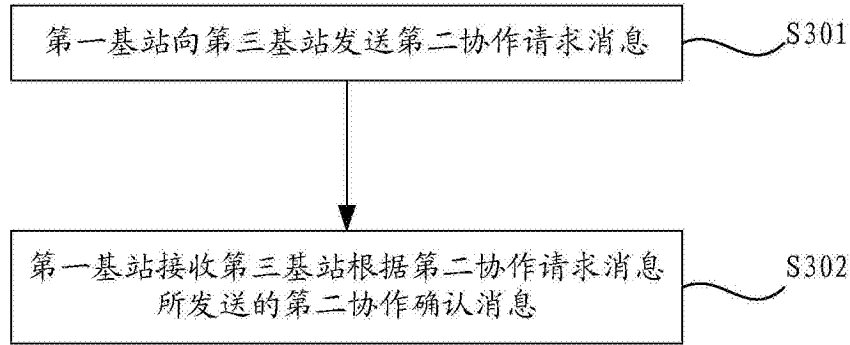 第一基站向第三基站发送第二协作请求消息
S301
第一基站接收第三基站根据第二协作请求消息
所发送的第二协作确认消息
S302